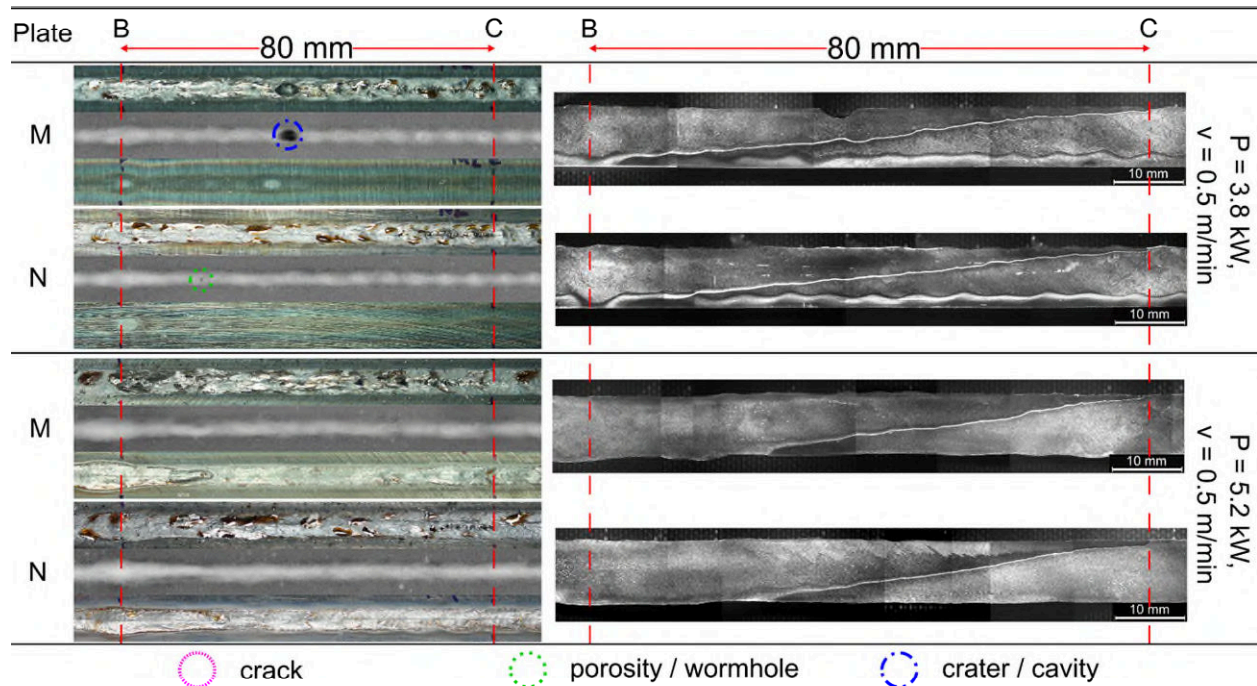 Plate B 80 mm C B 80 mm C
M
N
10 mm
10 mm
P = 3.8 kW,
v = 0.5 m/min
M
N
10 mm
10 mm
P = 5.2 kW,
v = 0.5 m/min
crack porosity / wormhole crater / cavity